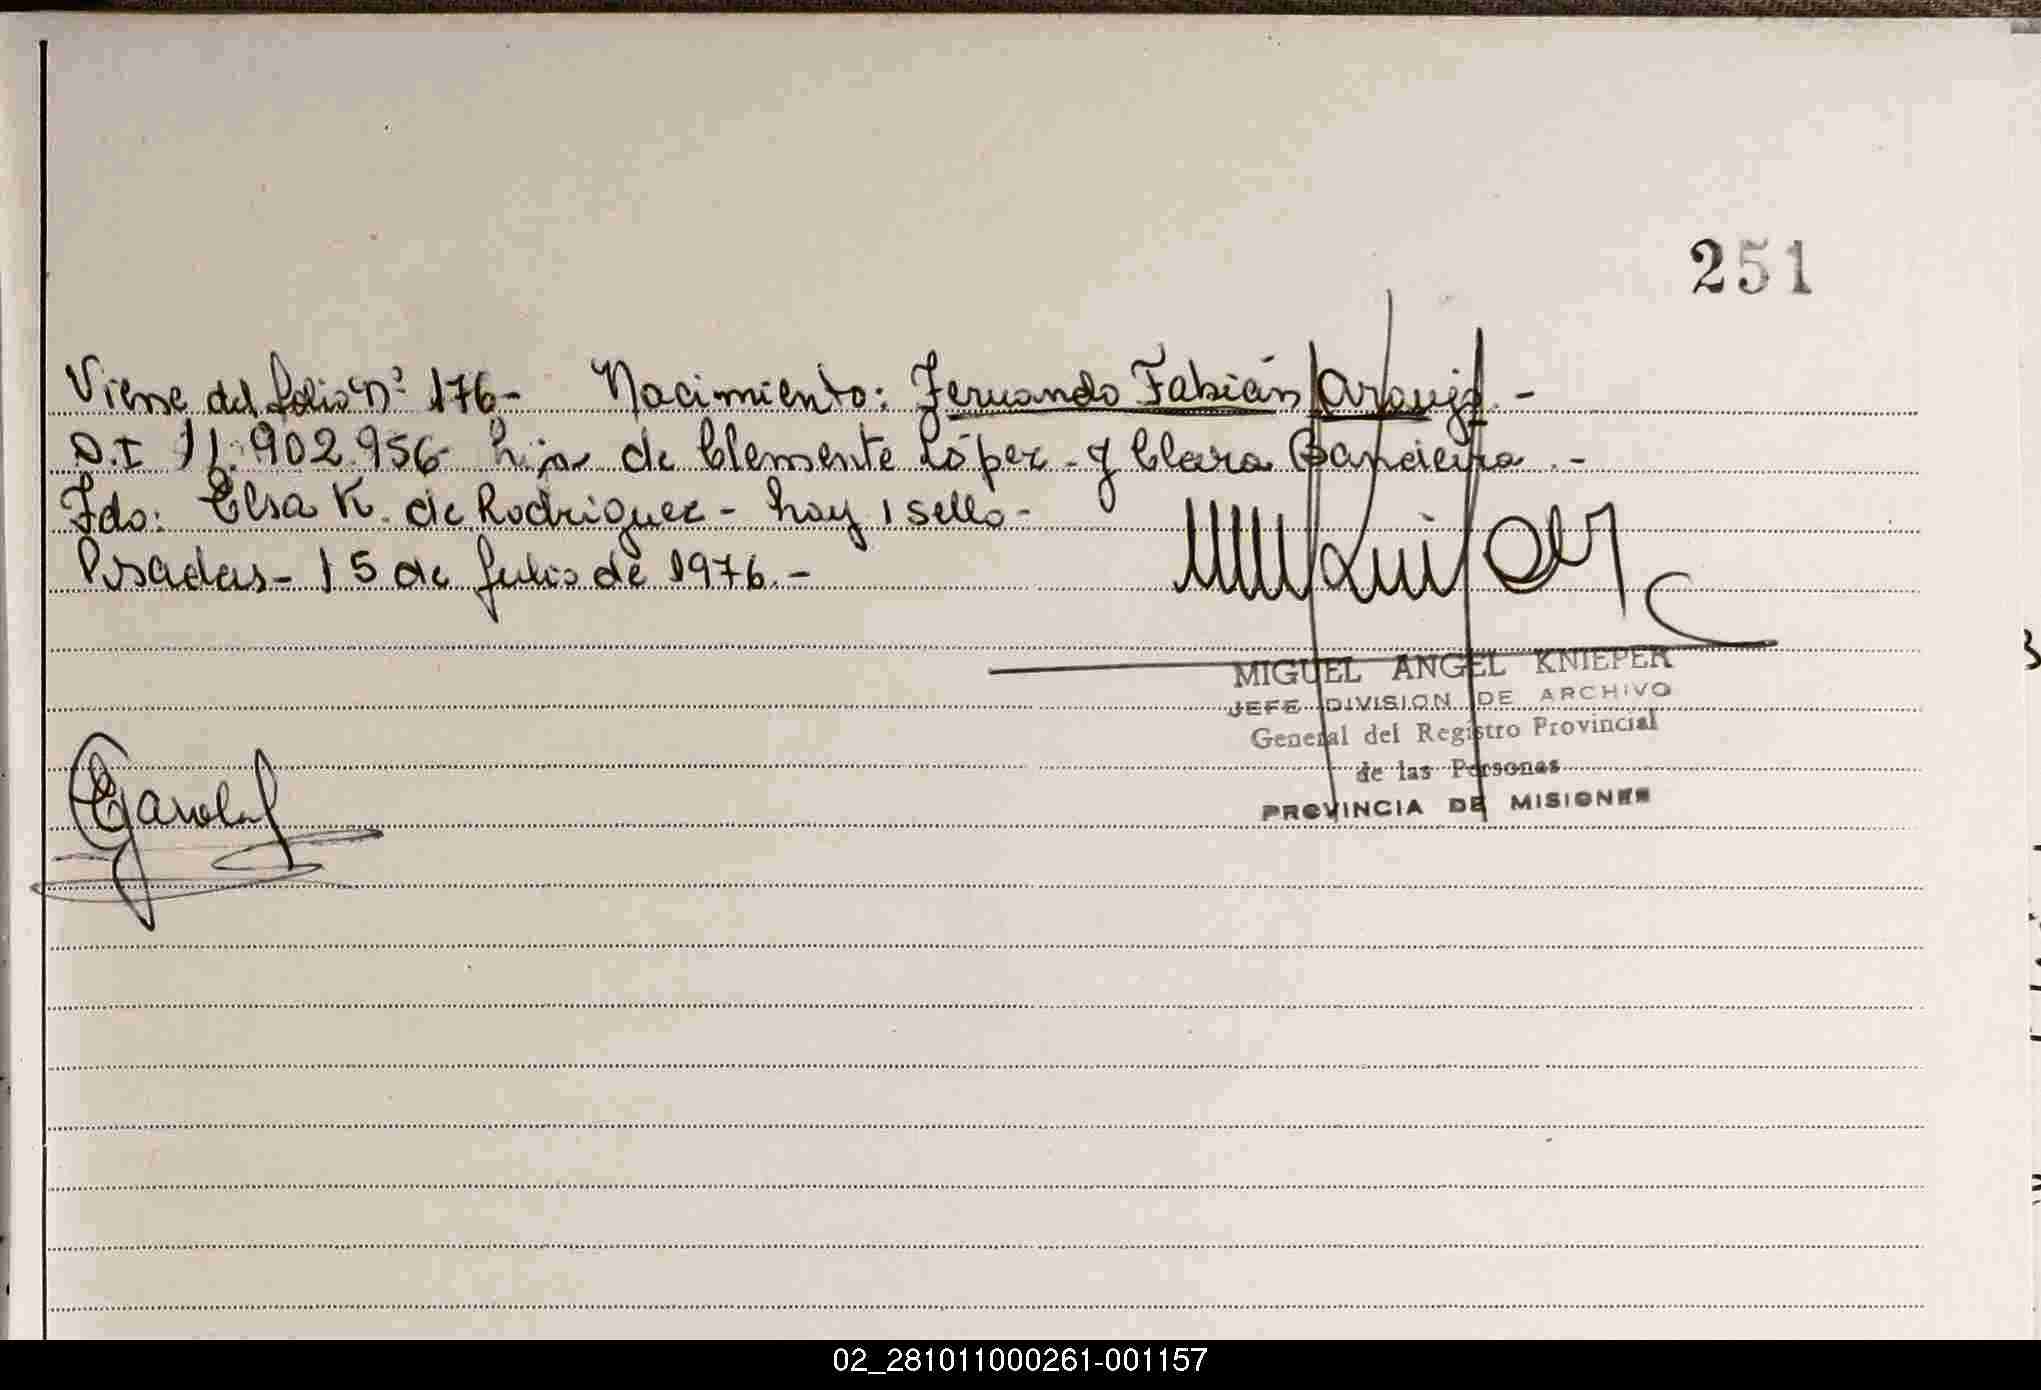 251
Viene del folio nº 176- Nacimiento: Fernando Fabián Araujo.-
D.I 11.902.956- hija de Clemente López - y Clara Bandeira.-
Fdo: Elsa K. de Rodriguez - hay 1 sello-
Posadas- 15 de Julio de 1976.-
MIGUEL ANGEL KNIEPER
JEFE DIVISION DE ARCHIVO
General del Registro Provincial
de las Personas
PROVINCIA DE MISIONES
02_281011000261-001157